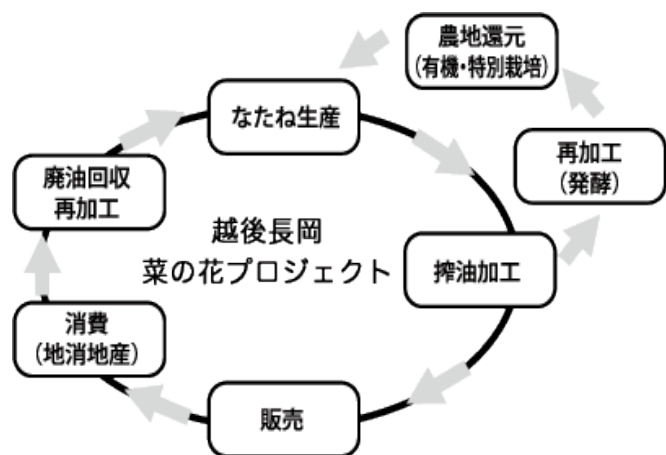 農地還元
(有機・特別栽培)
なたね生産
再加工
(発酵)
廃油回収
再加工
越後長岡
菜の花プロジェクト
搾油加工
消費
(地消地産)
販売